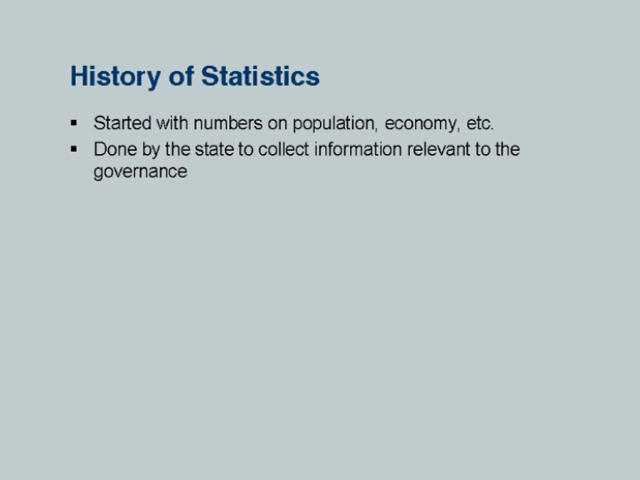 History of Statistics
▪ Started with numbers on population, economy, etc.
▪ Done by the state to collect information relevant to the
governance